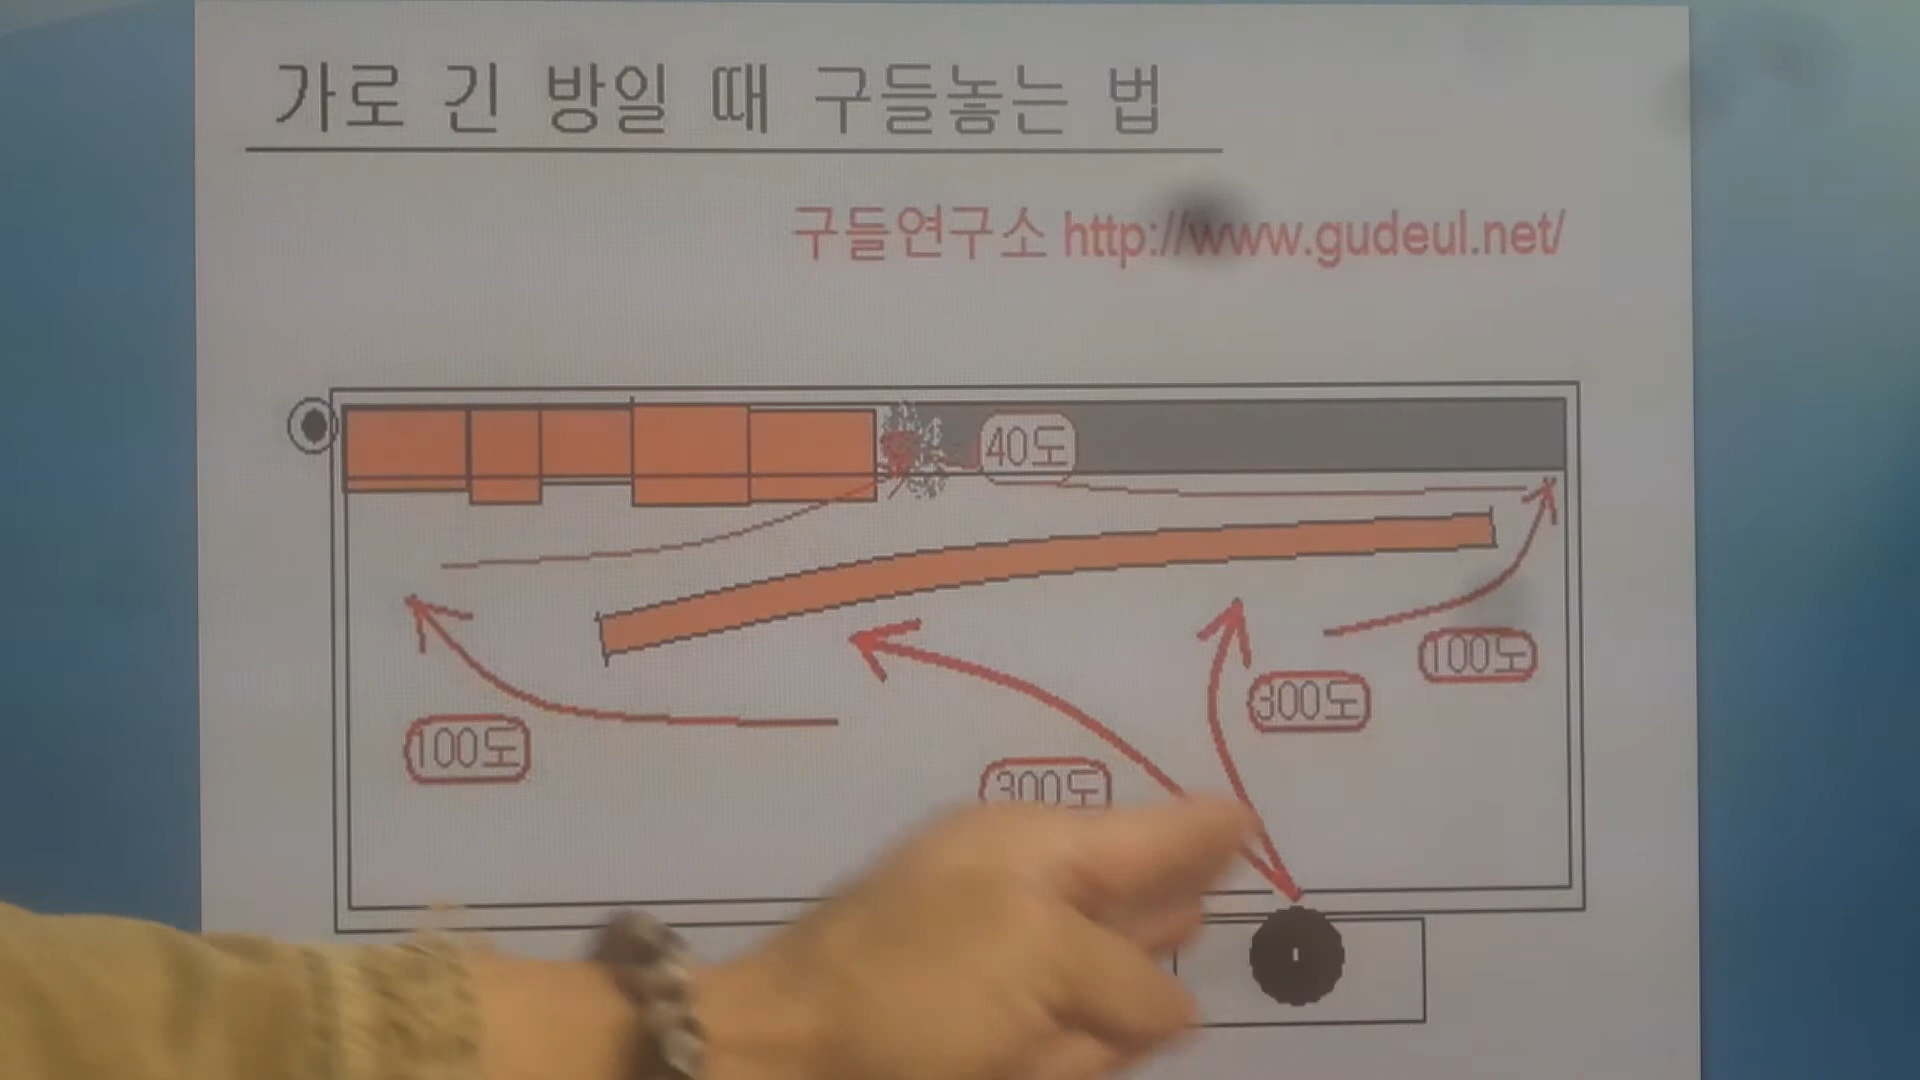 가로 긴 방일 때 구들놓는 법
구들연구소 http://www.gudeul.net/
40도
100도
300도
100도
300도